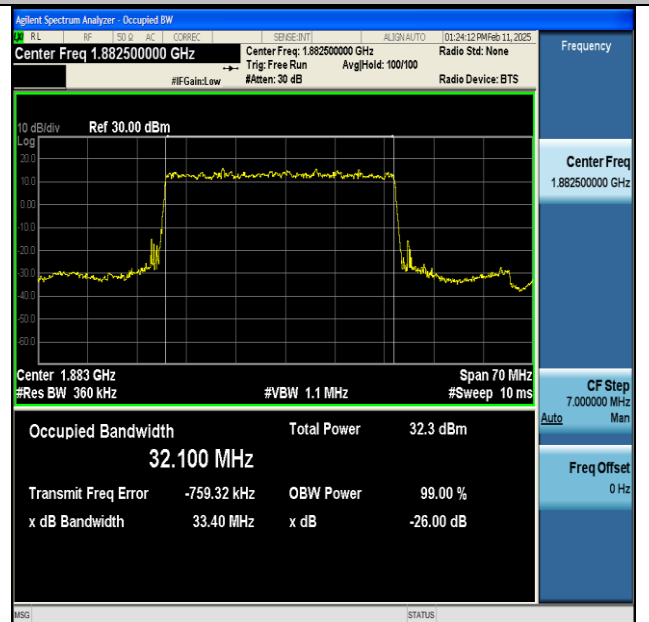 Agilent Spectrum Analyzer - Occupied BW
LXI RL RF 50 Ω AC CORREC SENSE:INT ALIGN AUTO 01:24:12 PM Feb 11, 2025
Center Freq 1.882500000 GHz Center Freq: 1.882500000 GHz Radio Std: None Frequency
Trig: Free Run Avg|Hold: 100/100
#IFGain:Low #Atten: 30 dB Radio Device: BTS
10 dB/div Ref 30.00 dBm
Log
20.0
10.0
0.00
-10.0
-20.0
-30.0
-40.0
-50.0
-60.0
Center 1.883 GHz Span 70 MHz
#Res BW 360 kHz #VBW 1.1 MHz #Sweep 10 ms
Occupied Bandwidth Total Power 32.3 dBm
32.100 MHz
Transmit Freq Error -759.32 kHz OBW Power 99.00 %
x dB Bandwidth 33.40 MHz x dB -26.00 dB
Center Freq
1.882500000 GHz
CF Step
7.000000 MHz
Auto Man
Freq Offset
0 Hz
MSG STATUS